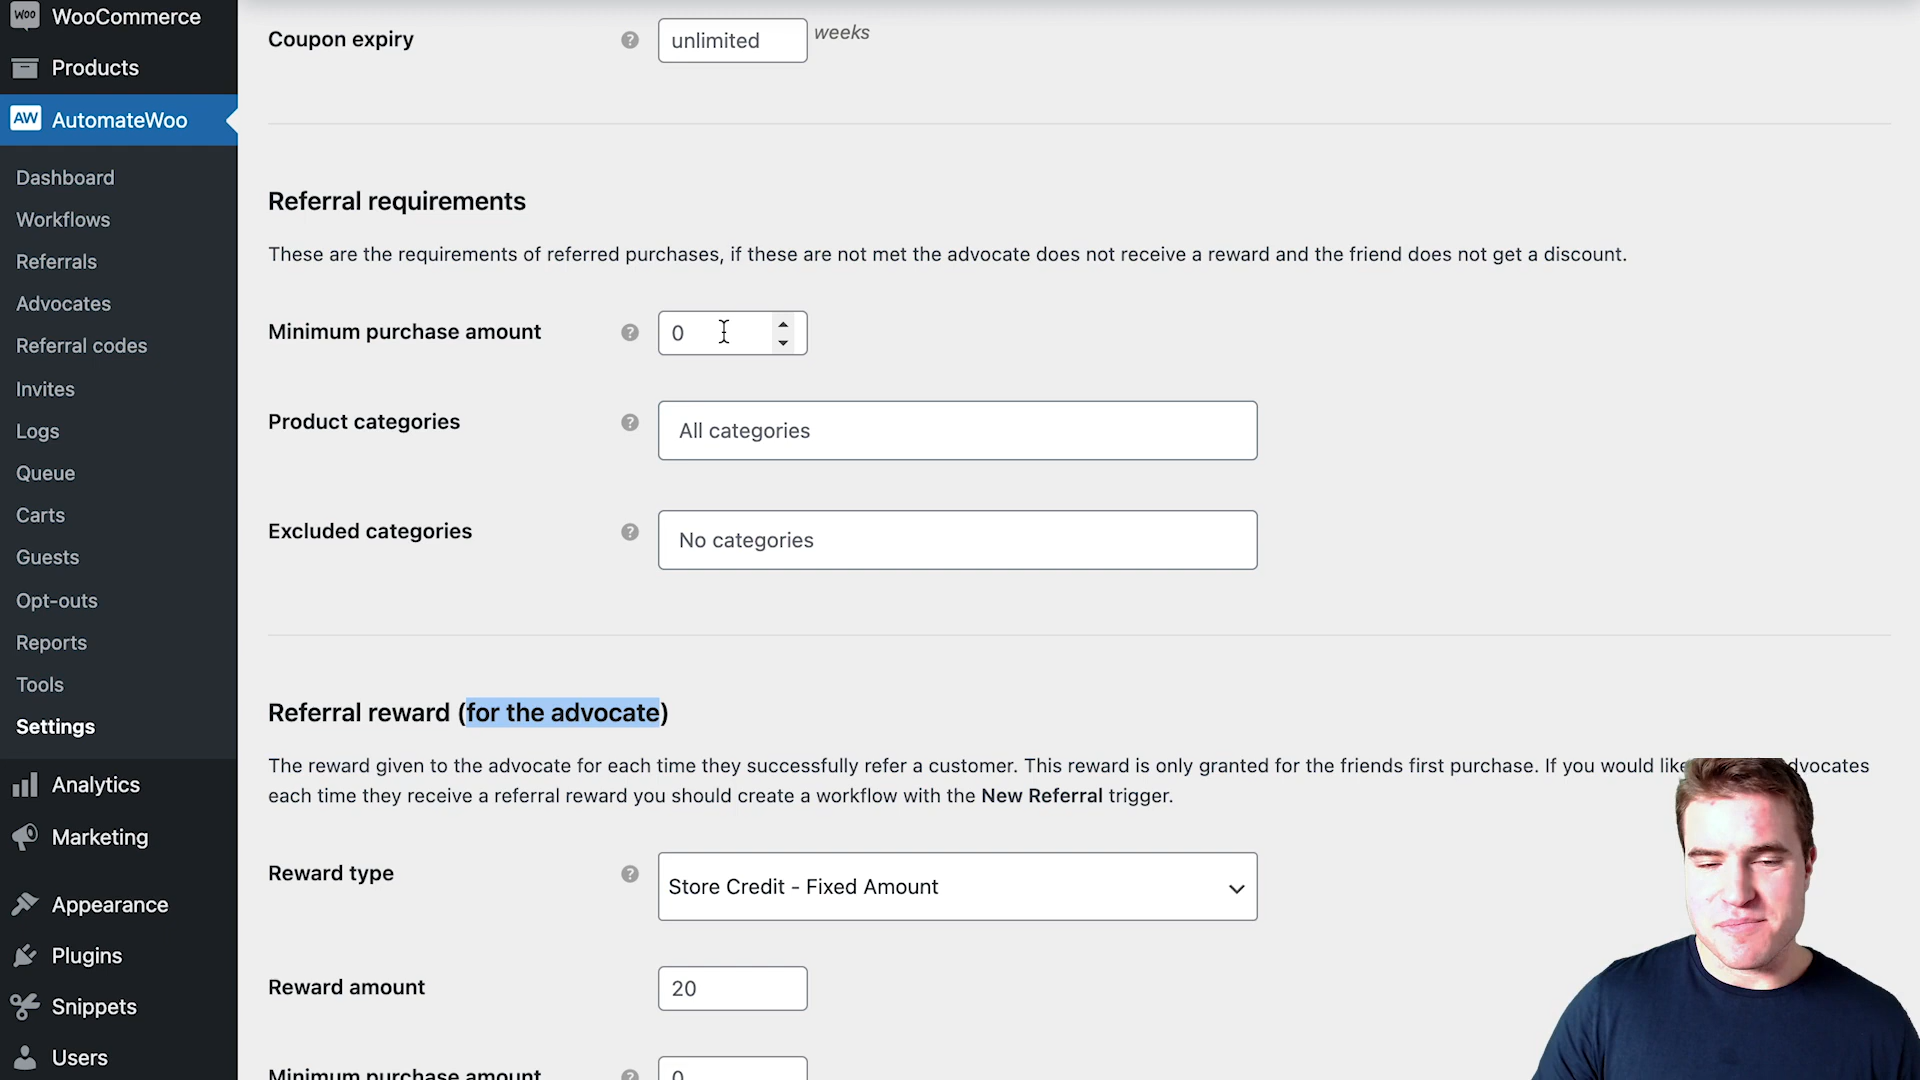 WOO WooCommerce
Products
AW AutomateWoo
Dashboard
Workflows
Referrals
Advocates
Referral codes
Invites
Logs
Queue
Carts
Guests
Opt-outs
Reports
Tools
Settings
Analytics
Marketing
Appearance
Plugins
Snippets
Users
Coupon expiry ? unlimited weeks
Referral requirements
These are the requirements of referred purchases, if these are not met the advocate does not receive a reward and the friend does not get a discount.
Minimum purchase amount ? 0
Product categories ? All categories
Excluded categories ? No categories
Referral reward (for the advocate)
The reward given to the advocate for each time they successfully refer a customer. This reward is only granted for the friends first purchase. If you would like dvocates
each time they receive a referral reward you should create a workflow with the New Referral trigger.
Reward type ? Store Credit - Fixed Amount
Reward amount 20
Minimum purchase amount ? 0